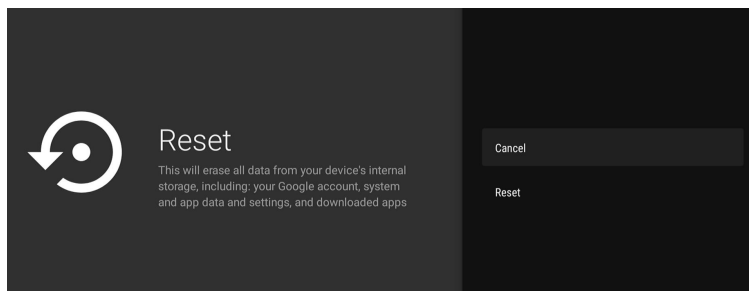 Reset
This will erase all data from your device's internal
storage, including: your Google account, system
and app data and settings, and downloaded apps
Cancel
Reset